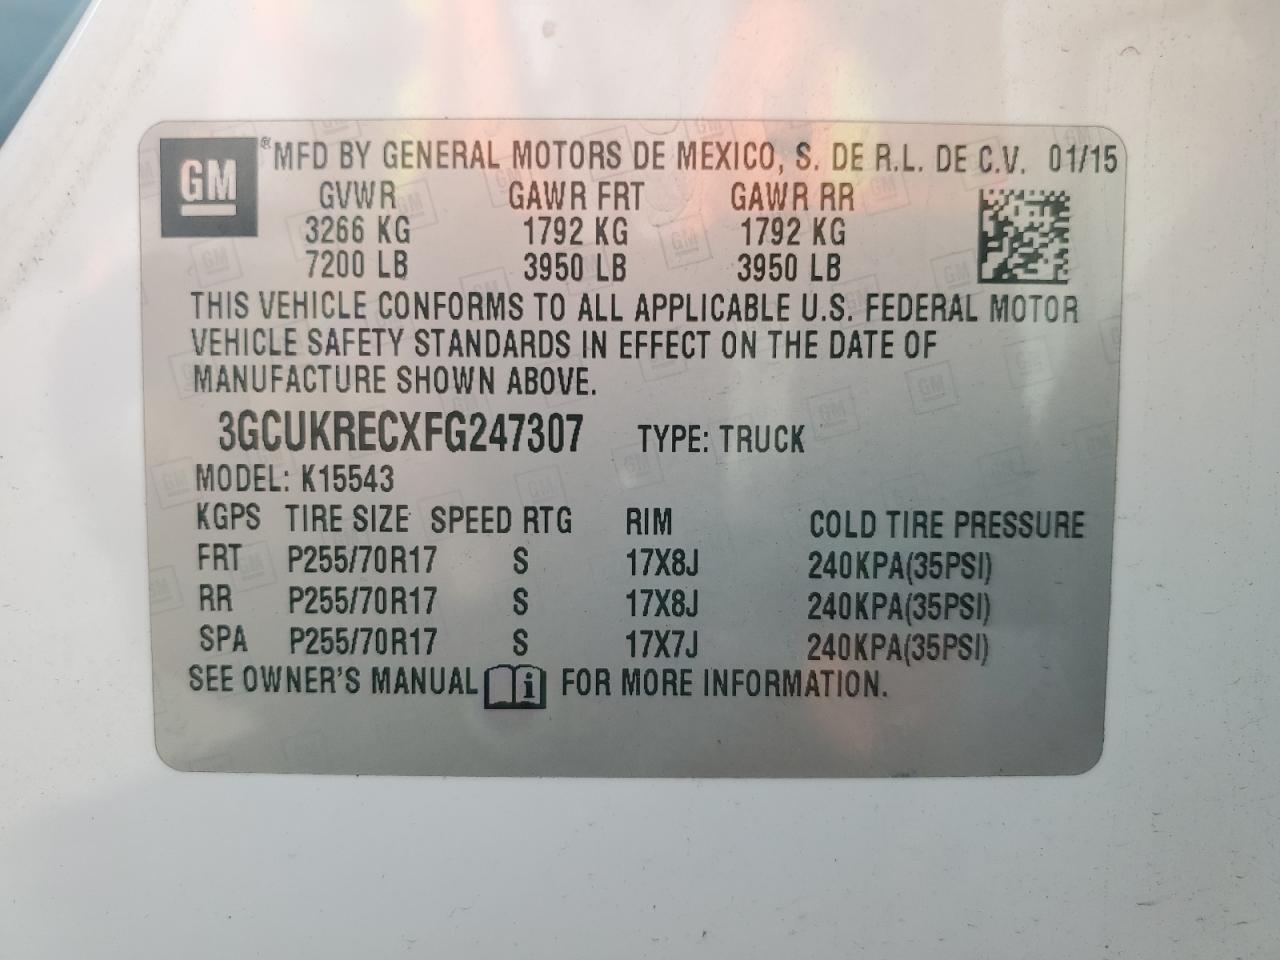 GM ® MFD BY GENERAL MOTORS DE MEXICO, S. DE R.L. DE C.V. 01/15
GVWR GAWR FRT GAWR RR
3266 KG 1792 KG 1792 KG
7200 LB 3950 LB 3950 LB
THIS VEHICLE CONFORMS TO ALL APPLICABLE U.S. FEDERAL MOTOR
VEHICLE SAFETY STANDARDS IN EFFECT ON THE DATE OF
MANUFACTURE SHOWN ABOVE.
3GCUKRECXFG247307 TYPE: TRUCK
MODEL: K15543
KGPS TIRE SIZE SPEED RTG RIM COLD TIRE PRESSURE
FRT P255/70R17 S 17X8J 240KPA(35PSI)
RR P255/70R17 S 17X8J 240KPA(35PSI)
SPA P255/70R17 S 17X7J 240KPA(35PSI)
SEE OWNER'S MANUAL i FOR MORE INFORMATION.